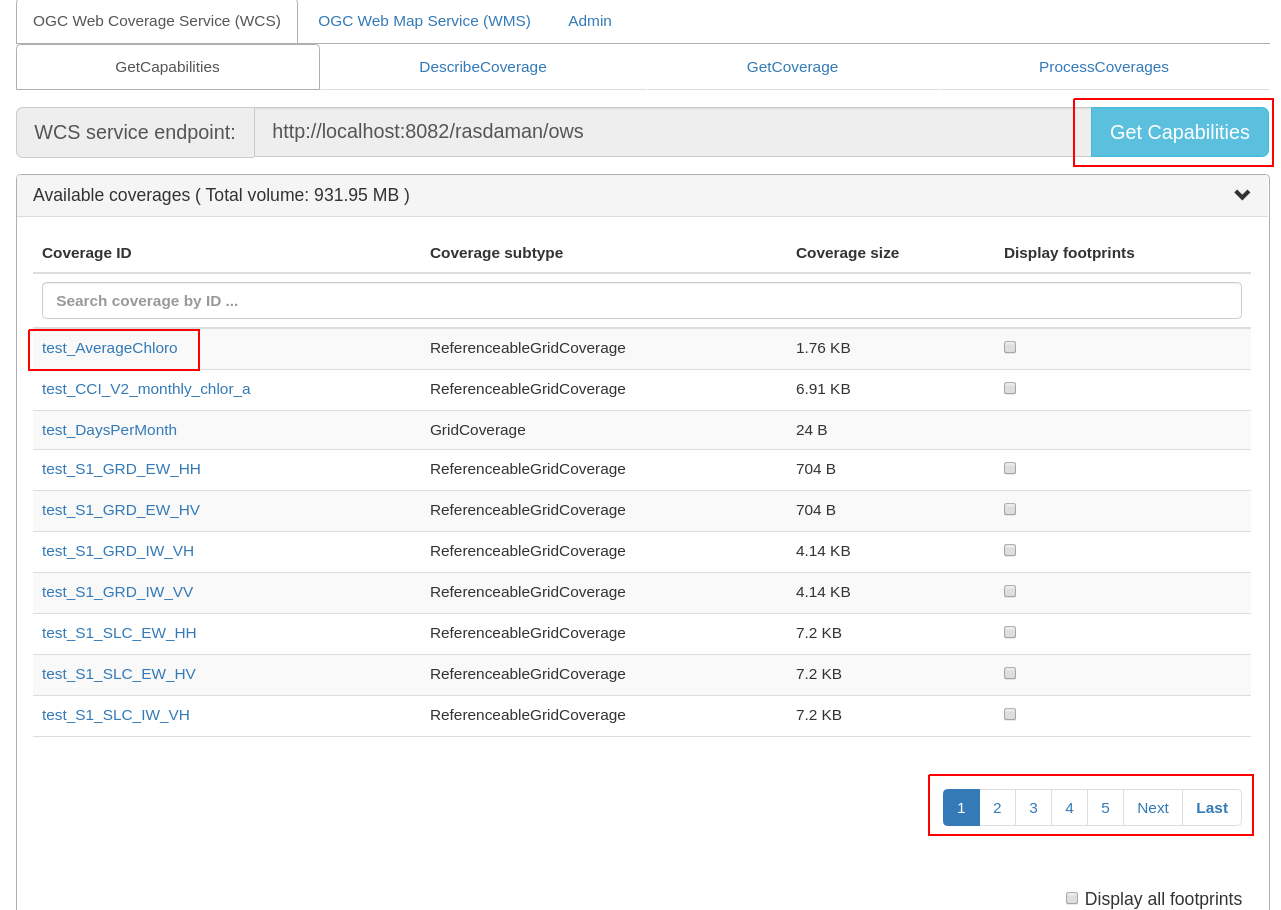 OGC Web Coverage Service (WCS) OGC Web Map Service (WMS) Admin
GetCapabilities DescribeCoverage GetCoverage ProcessCoverages
WCS service endpoint: http://localhost:8082/rasdaman/ows Get Capabilities
Available coverages ( Total volume: 931.95 MB )
Coverage ID Coverage subtype Coverage size Display footprints
Search coverage by ID ...
test_AverageChloro ReferenceableGridCoverage 1.76 KB
test_CCI_V2_monthly_chlor_a ReferenceableGridCoverage 6.91 KB
test_DaysPerMonth GridCoverage 24 B
test_S1_GRD_EW_HH ReferenceableGridCoverage 704 B
test_S1_GRD_EW_HV ReferenceableGridCoverage 704 B
test_S1_GRD_IW_VH ReferenceableGridCoverage 4.14 KB
test_S1_GRD_IW_VV ReferenceableGridCoverage 4.14 KB
test_S1_SLC_EW_HH ReferenceableGridCoverage 7.2 KB
test_S1_SLC_EW_HV ReferenceableGridCoverage 7.2 KB
test_S1_SLC_IW_VH ReferenceableGridCoverage 7.2 KB
1 2 3 4 5 Next Last
Display all footprints